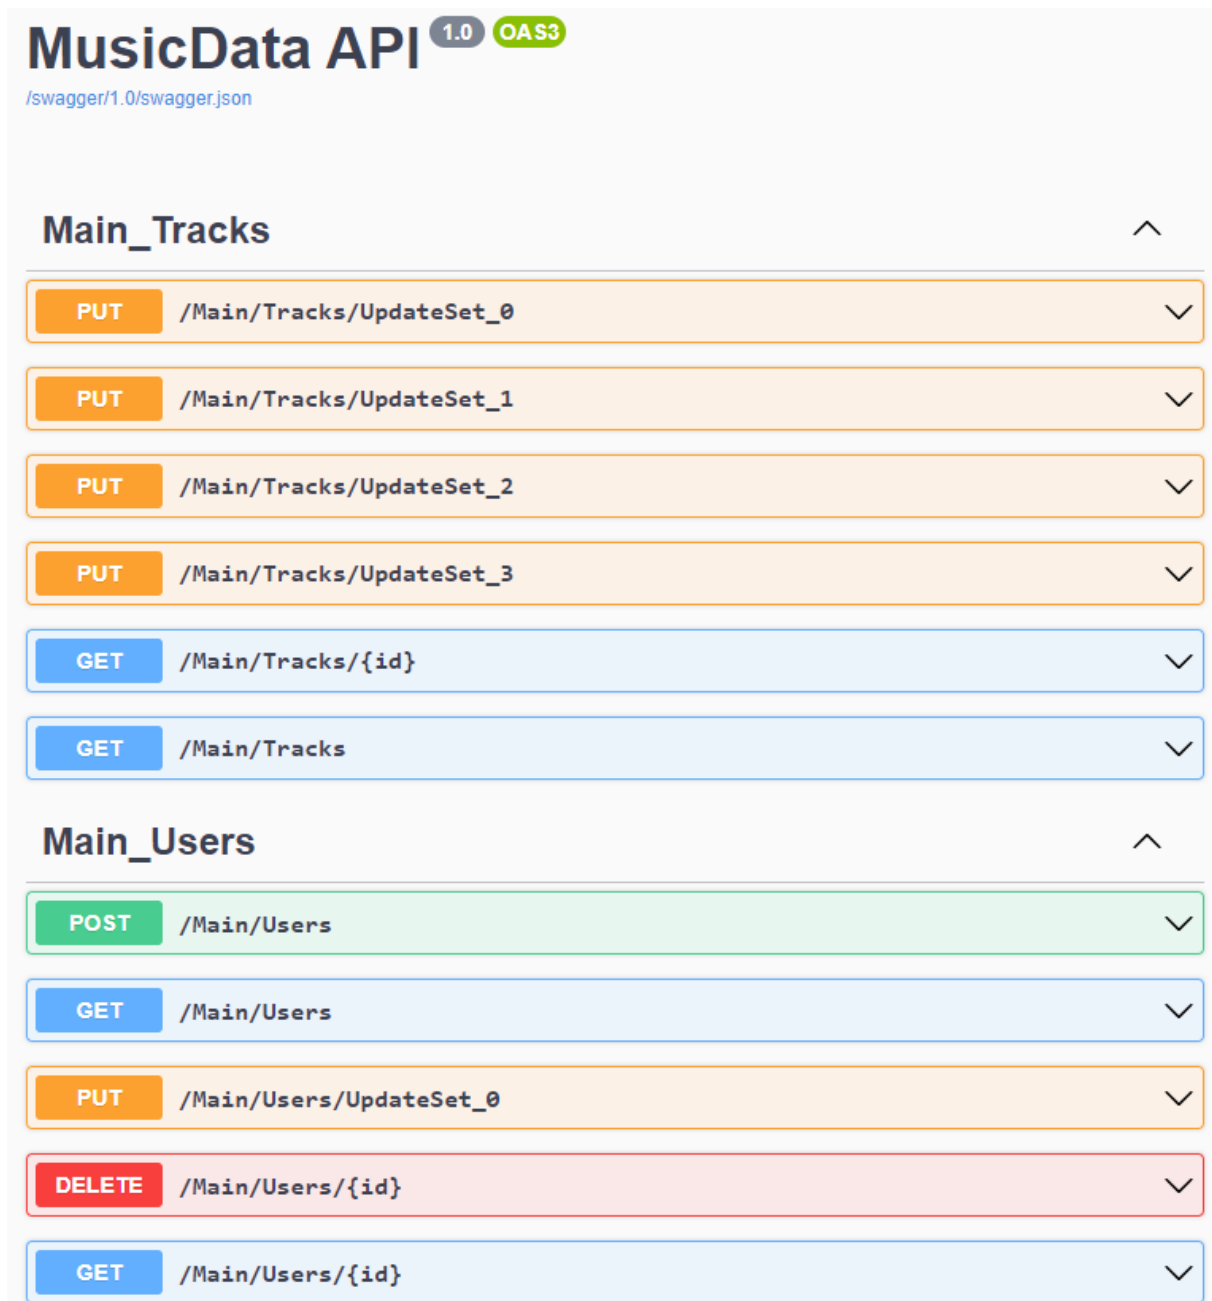 MusicData API 1.0 OAS3
/swagger/1.0/swagger.json
Main_Tracks
PUT /Main/Tracks/UpdateSet_0
PUT /Main/Tracks/UpdateSet_1
PUT /Main/Tracks/UpdateSet_2
PUT /Main/Tracks/UpdateSet_3
GET /Main/Tracks/{id}
GET /Main/Tracks
Main_Users
POST /Main/Users
GET /Main/Users
PUT /Main/Users/UpdateSet_0
DELETE /Main/Users/{id}
GET /Main/Users/{id}